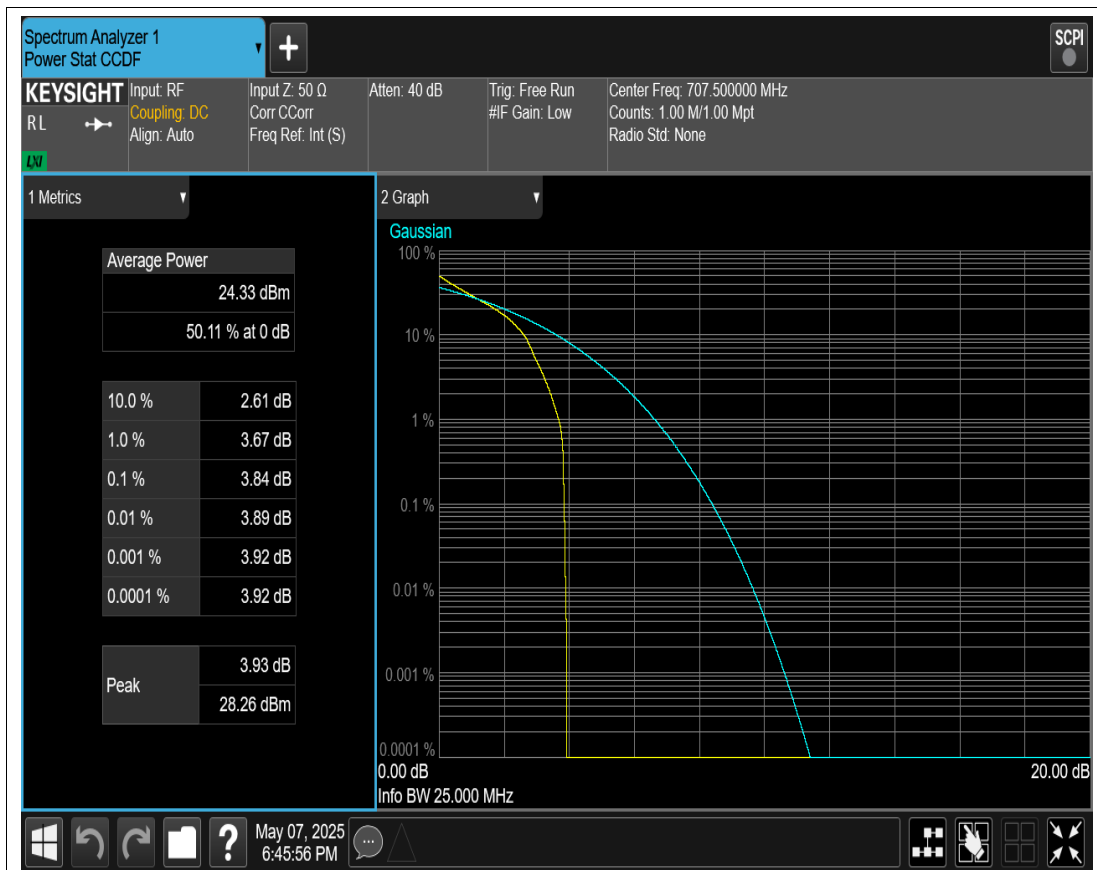 Spectrum Analyzer 1
Power Stat CCDF
+
SCPI
KEYSIGHT
RL
LXI
Input: RF
Coupling: DC
Align: Auto
Input Z: 50 Ω
Corr CCorr
Freq Ref: Int (S)
Atten: 40 dB
Trig: Free Run
#IF Gain: Low
Center Freq: 707.500000 MHz
Counts: 1.00 M/1.00 Mpt
Radio Std: None
1 Metrics
Average Power
24.33 dBm
50.11 % at 0 dB
10.0 % 2.61 dB
1.0 % 3.67 dB
0.1 % 3.84 dB
0.01 % 3.89 dB
0.001 % 3.92 dB
0.0001 % 3.92 dB
Peak 3.93 dB
28.26 dBm
2 Graph
Gaussian
100 %
10 %
1 %
0.1 %
0.01 %
0.001 %
0.0001 %
0.00 dB 20.00 dB
Info BW 25.000 MHz
?
May 07, 2025
6:45:56 PM